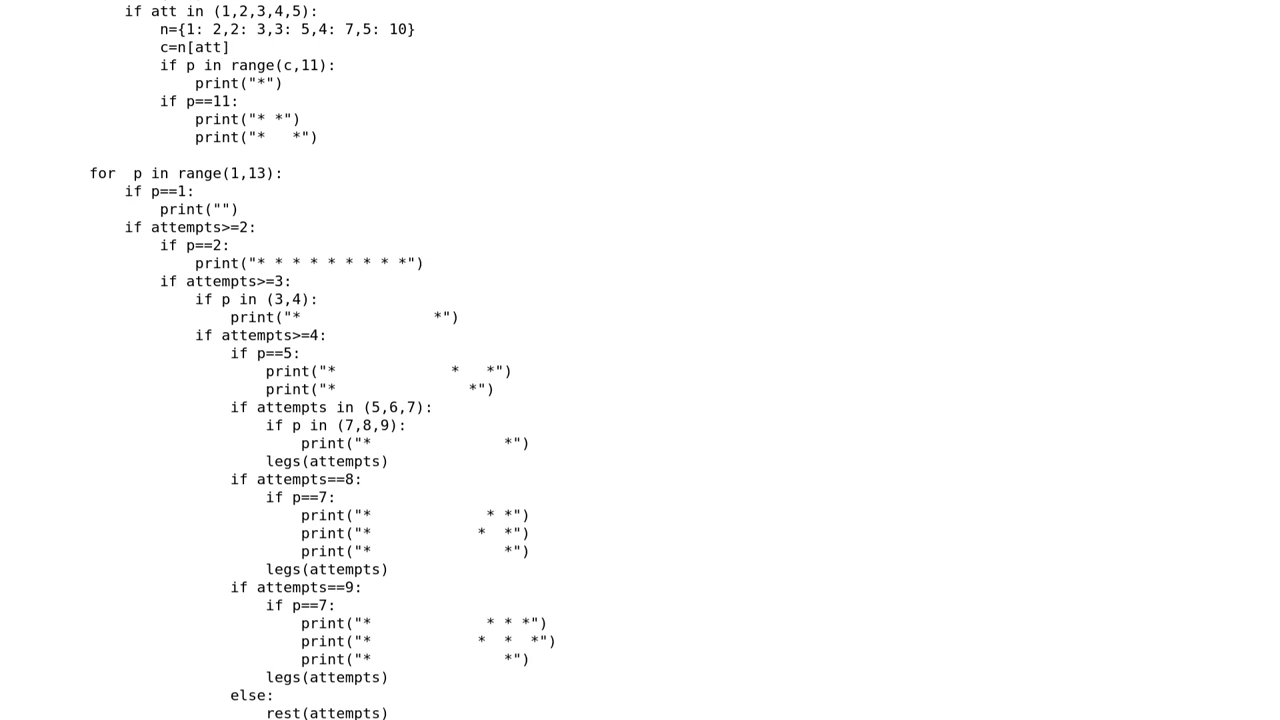 if att in (1,2,3,4,5):
        n={1: 2,2: 3,3: 5,4: 7,5: 10}
        c=n[att]
        if p in range(c,11):
            print("*")
        if p==11:
            print("* *")
            print("*   *")

for  p in range(1,13):
    if p==1:
        print("")
    if attempts>=2:
        if p==2:
            print("* * * * * * * * *")
        if attempts>=3:
            if p in (3,4):
                print("*               *")
            if attempts>=4:
                if p==5:
                    print("*             *   *")
                    print("*               *")
                if attempts in (5,6,7):
                    if p in (7,8,9):
                        print("*               *")
                    legs(attempts)
                if attempts==8:
                    if p==7:
                        print("*             * *")
                        print("*            *  *")
                        print("*               *")
                    legs(attempts)
                if attempts==9:
                    if p==7:
                        print("*             * * *")
                        print("*            *  *  *")
                        print("*               *")
                    legs(attempts)
                else:
                    rest(attempts)